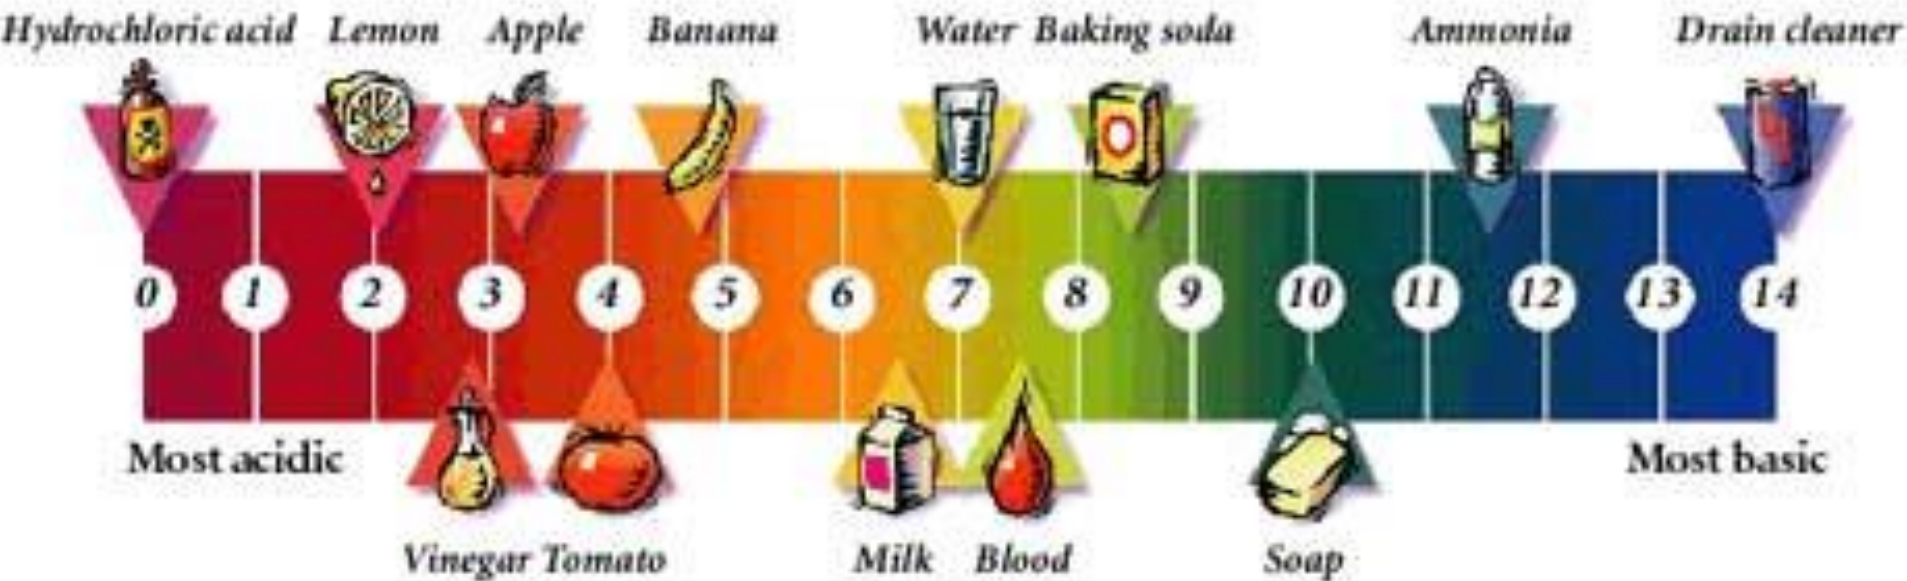 Hydrochloric acid Lemon Apple Banana Water Baking soda Ammonia Drain cleaner
0 1 2 3 4 5 6 7 8 9 10 11 12 13 14
Most acidic Most basic
Vinegar Tomato Milk Blood Soap